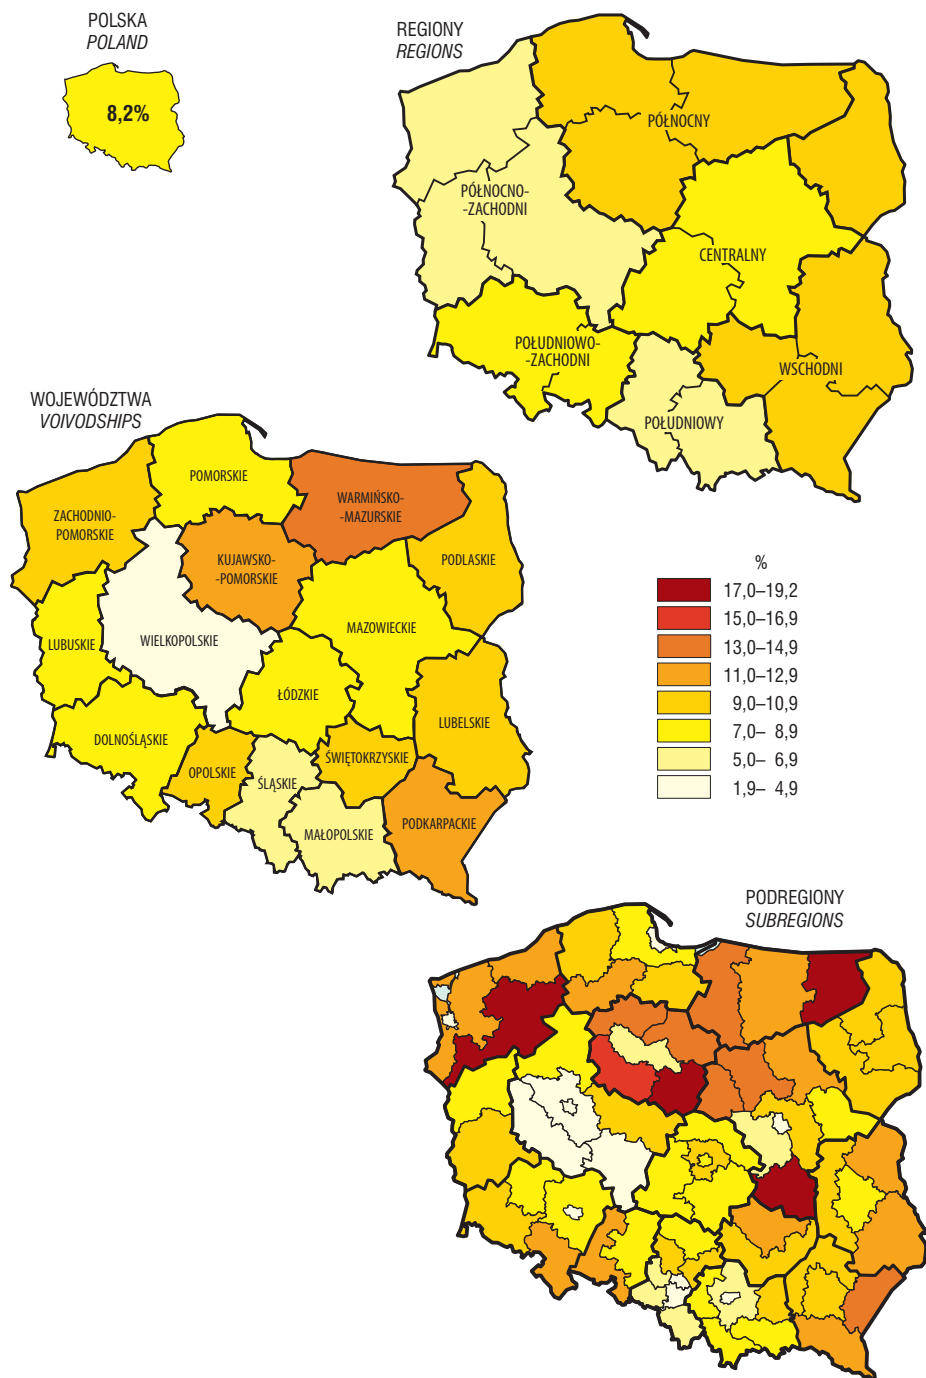 POLSKA
POLAND
8,2%
REGIONY
REGIONS
PÓŁNOCNY
PÓŁNOCNO-
-ZACHODNI
CENTRALNY
POŁUDNIOWO-
-ZACHODNI
WSCHODNI
POŁUDNIOWY
WOJEWÓDZTWA
VOIVODSHIPS
POMORSKIE
WARMIŃSKO-
-MAZURSKIE
ZACHODNIO-
-POMORSKIE
KUJAWSKO-
-POMORSKIE
PODLASKIE
LUBUSKIE
WIELKOPOLSKIE
MAZOWIECKIE
ŁÓDZKIE
LUBELSKIE
DOLNOŚLĄSKIE
OPOLSKIE
ŚLĄSKIE
ŚWIĘTOKRZYSKIE
MAŁOPOLSKIE
PODKARPACKIE
%
17,0–19,2
15,0–16,9
13,0–14,9
11,0–12,9
9,0–10,9
7,0– 8,9
5,0– 6,9
1,9– 4,9
PODREGIONY
SUBREGIONS